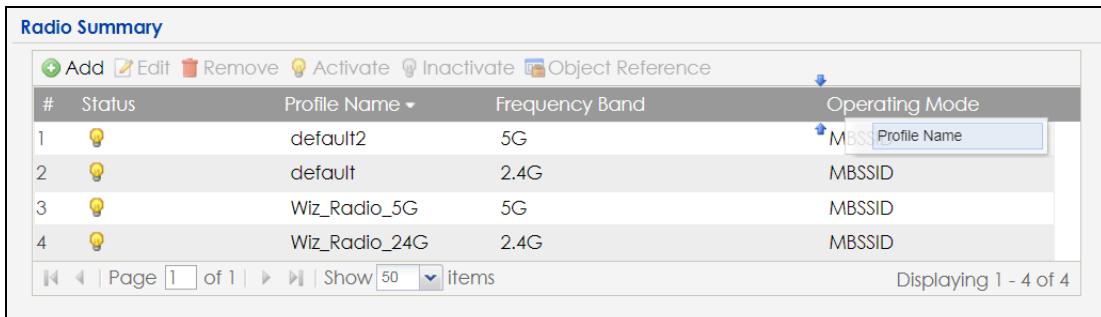 Radio Summary
Add Edit Remove Activate Inactivate Object Reference
# Status Profile Name Frequency Band Operating Mode
1 default2 5G MBSSID Profile Name
2 default 2.4G MBSSID
3 Wiz_Radio_5G 5G MBSSID
4 Wiz_Radio_24G 2.4G MBSSID
Page 1 of 1 Show 50 items Displaying 1 - 4 of 4